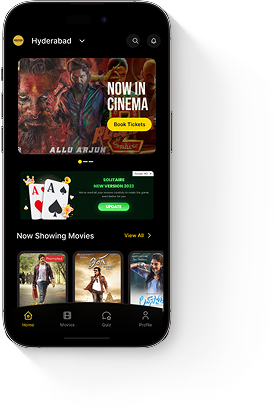 Hyderabad
NOW IN
CINEMA
Book Tickets
ALLU ARJUN
SOLITAIRE
NEW VERSION 2023
UPDATE
Now Showing Movies
View All
Home
Movies
Quiz
Profile